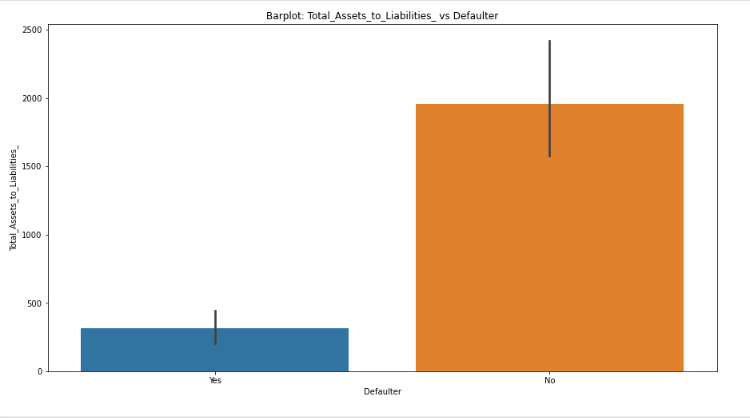 Barplot: Total_Assets_to_Liabilities_ vs Defaulter
2500
2000
1500
1000
500
0
Total_Assets_to_Liabilities_
Yes
No
Defaulter